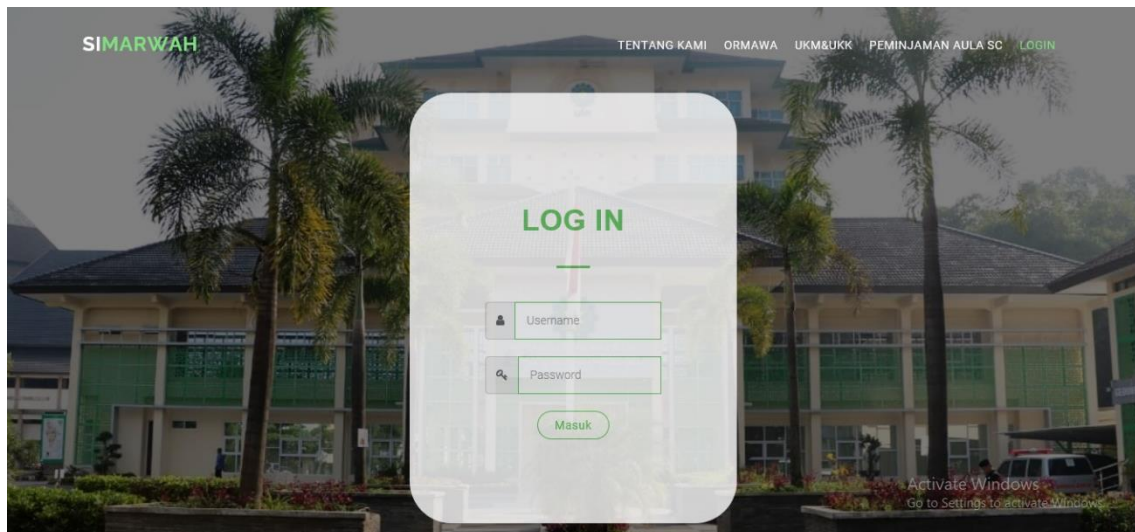 SIMARWAH
TENTANG KAMI ORMAWA UKM&UKK PEMINJAMAN AULA SC LOGIN
LOG IN
Username
Password
Masuk
Activate Windows
Go to Settings to activate Windows.